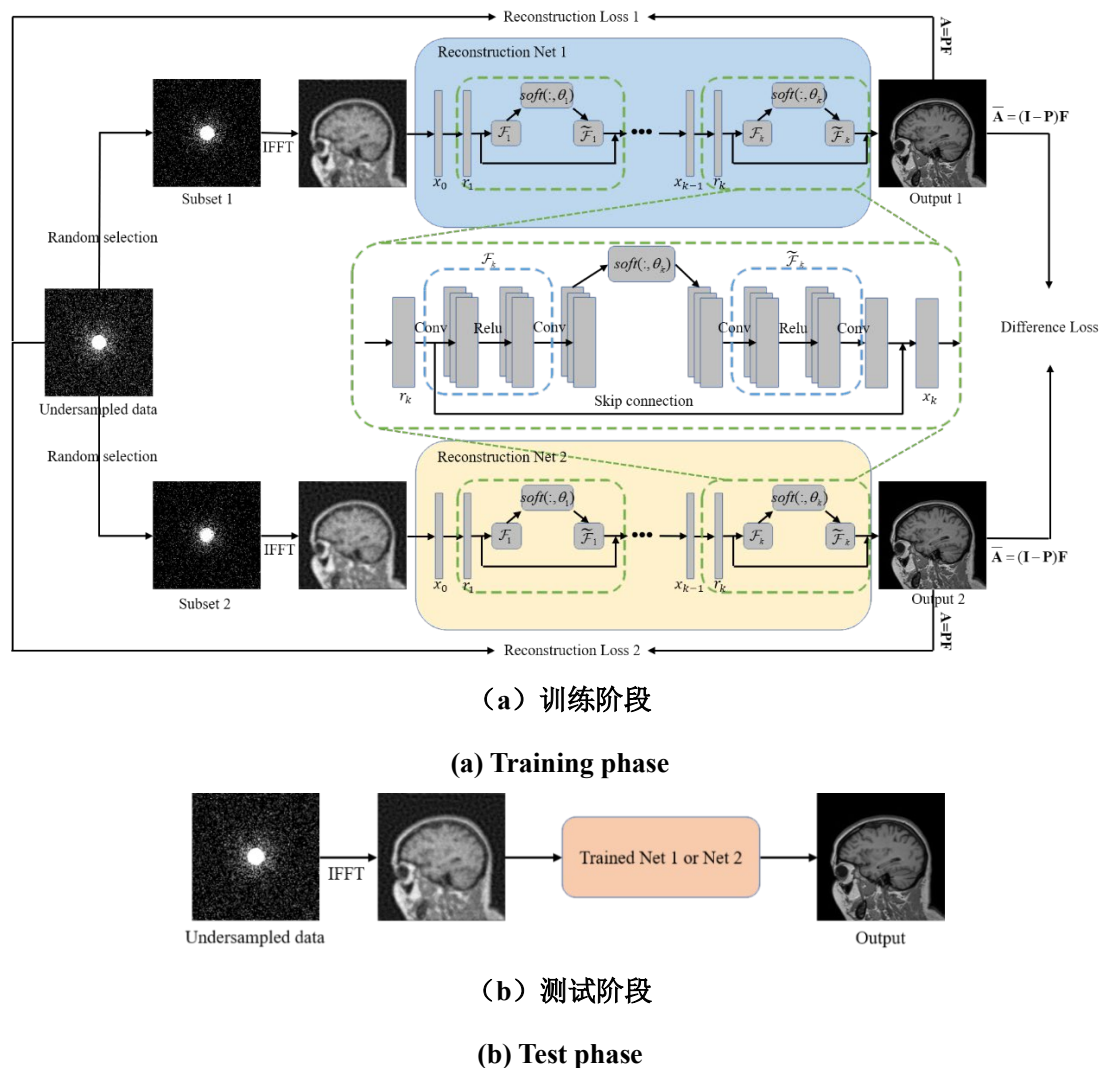 Reconstruction Loss 1
A=PF
Reconstruction Net 1
soft(:,θ₁)
soft(:,θₖ)
ℱ₁
ℱ̃₁
•••
ℱₖ
ℱ̃ₖ
x₀
r₁
xₖ₋₁
rₖ
IFFT
Subset 1
Output 1
A̅ = (I−P)F
Random selection
ℱₖ
soft(:,θₖ)
ℱ̃ₖ
Conv
Relu
Conv
Conv
Relu
Conv
rₖ
Skip connection
xₖ
Difference Loss
Undersampled data
Random selection
Reconstruction Net 2
soft(:,θ₁)
soft(:,θₖ)
ℱ₁
ℱ̃₁
•••
ℱₖ
ℱ̃ₖ
x₀
r₁
xₖ₋₁
rₖ
IFFT
Subset 2
Output 2
A̅ = (I−P)F
A=PF
Reconstruction Loss 2
（a）训练阶段
(a) Training phase
IFFT
Trained Net 1 or Net 2
Undersampled data
Output
（b）测试阶段
(b) Test phase